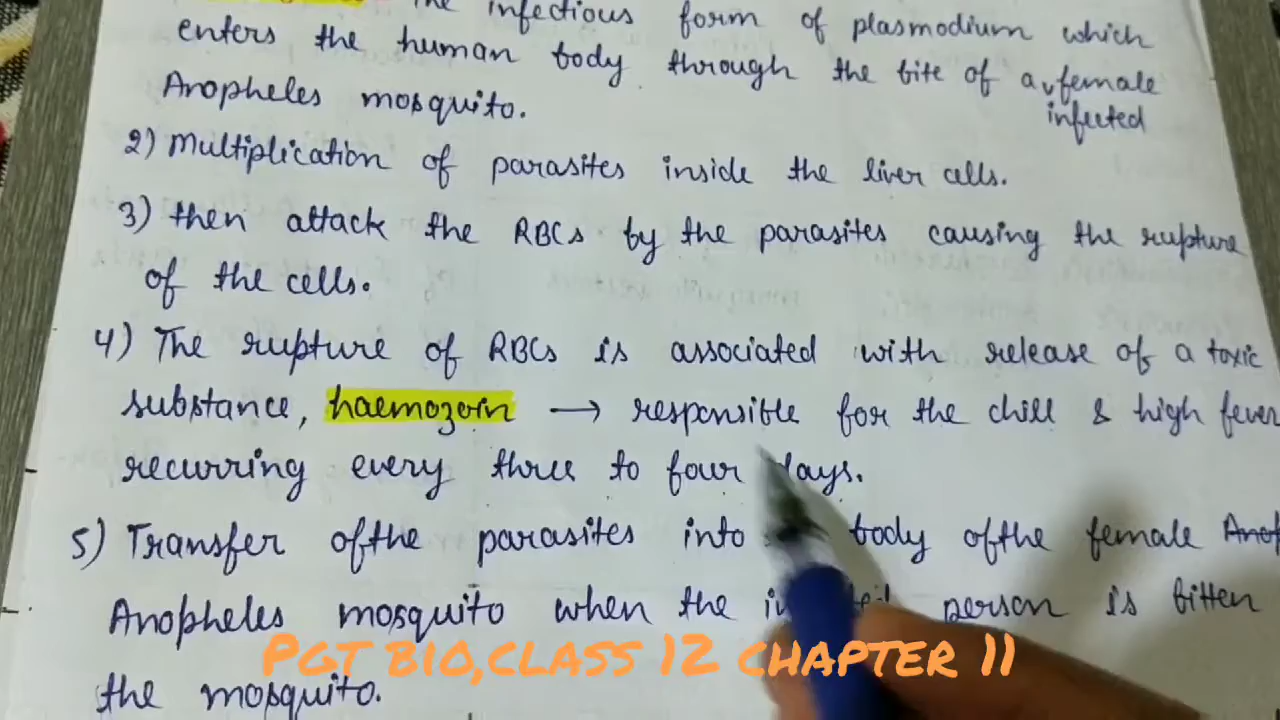 the infectious form of plasmodium which
enters the human body through the bite of a female
infected
Anopheles mosquito.
2) Multiplication of parasites inside the liver cells.
3) then attack the RBCs by the parasites causing the rupture
of the cells.
4) The rupture of RBCs is associated with release of a toxic
substance, haemozoin → responsible for the chill & high fever
recurring every three to four days.
5) Transfer ofthe parasites into body ofthe female Anop
Anopheles mosquito when the person is bitten
the mosquito.
PGT BIO,CLASS 12 CHAPTER 11